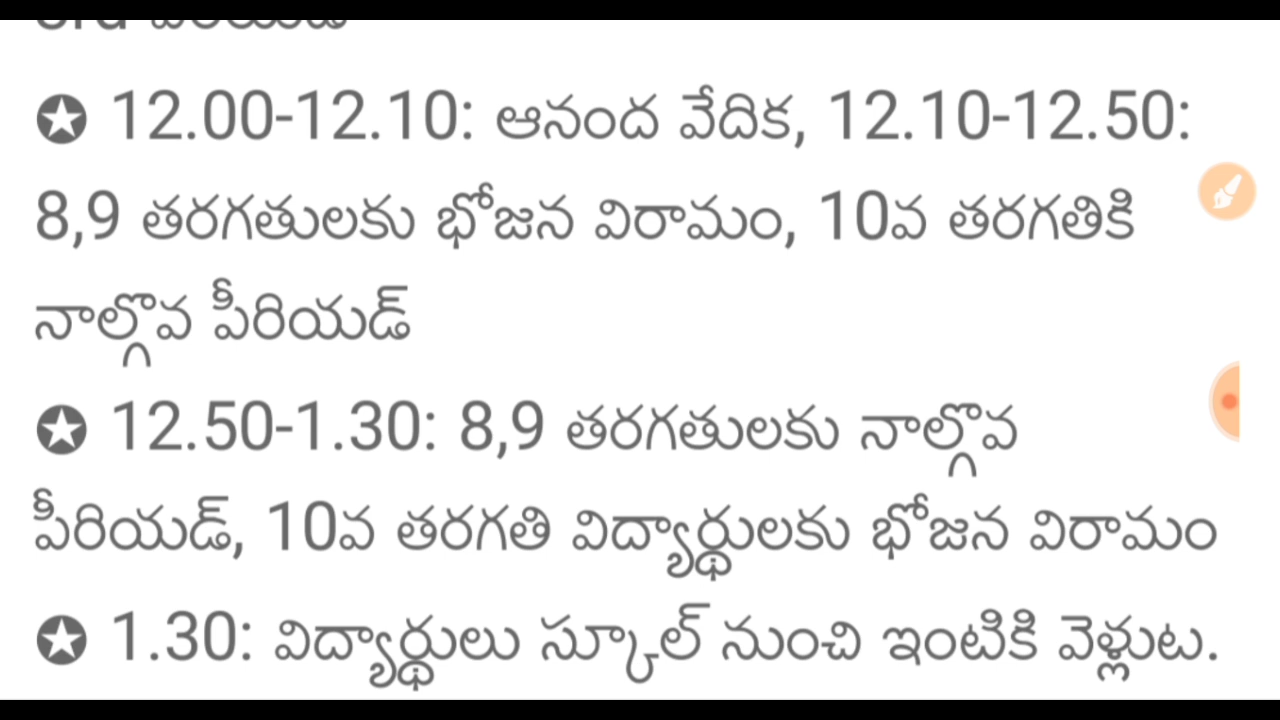 ✪ 12.00-12.10: ఆనంద వేదిక, 12.10-12.50:
8,9 తరగతులకు భోజన విరామం, 10వ తరగతికి
నాల్గొవ పీరియడ్
✪ 12.50-1.30: 8,9 తరగతులకు నాల్గొవ
పీరియడ్, 10వ తరగతి విద్యార్థులకు భోజన విరామం
✪ 1.30: విద్యార్థులు స్కూల్ నుంచి ఇంటికి వెళ్లుట.